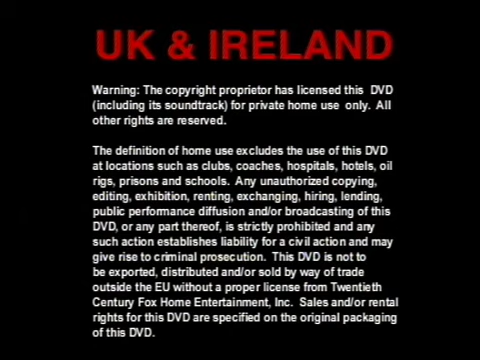 UK & IRELAND
Warning: The copyright proprietor has licensed this DVD
(including its soundtrack) for private home use only. All
other rights are reserved.
The definition of home use excludes the use of this DVD
at locations such as clubs, coaches, hospitals, hotels, oil
rigs, prisons and schools. Any unauthorized copying,
editing, exhibition, renting, exchanging, hiring, lending,
public performance diffusion and/or broadcasting of this
DVD, or any part thereof, is strictly prohibited and any
such action establishes liability for a civil action and may
give rise to criminal prosecution. This DVD is not to
be exported, distributed and/or sold by way of trade
outside the EU without a proper license from Twentieth
Century Fox Home Entertainment, Inc. Sales and/or rental
rights for this DVD are specified on the original packaging
of this DVD.